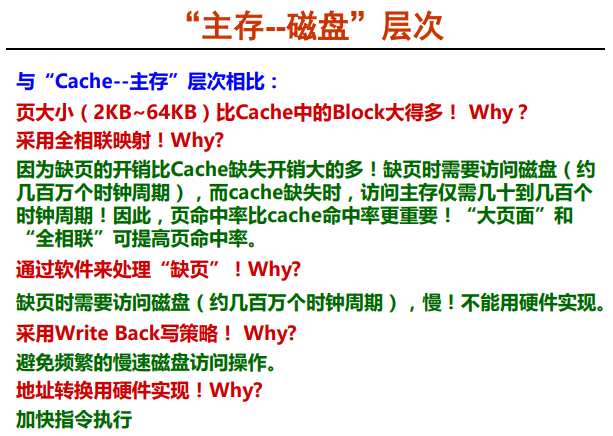 “主存--磁盘”层次
与“Cache--主存”层次相比：
页大小（2KB~64KB）比Cache中的Block大得多！ Why？
采用全相联映射！Why?
因为缺页的开销比Cache缺失开销大的多！缺页时需要访问磁盘（约
几百万个时钟周期），而cache缺失时，访问主存仅需几十到几百个
时钟周期！因此，页命中率比cache命中率更重要！“大页面”和
“全相联”可提高页命中率。
通过软件来处理“缺页”！Why?
缺页时需要访问磁盘（约几百万个时钟周期），慢！不能用硬件实现。
采用Write Back写策略！ Why?
避免频繁的慢速磁盘访问操作。
地址转换用硬件实现！Why?
加快指令执行